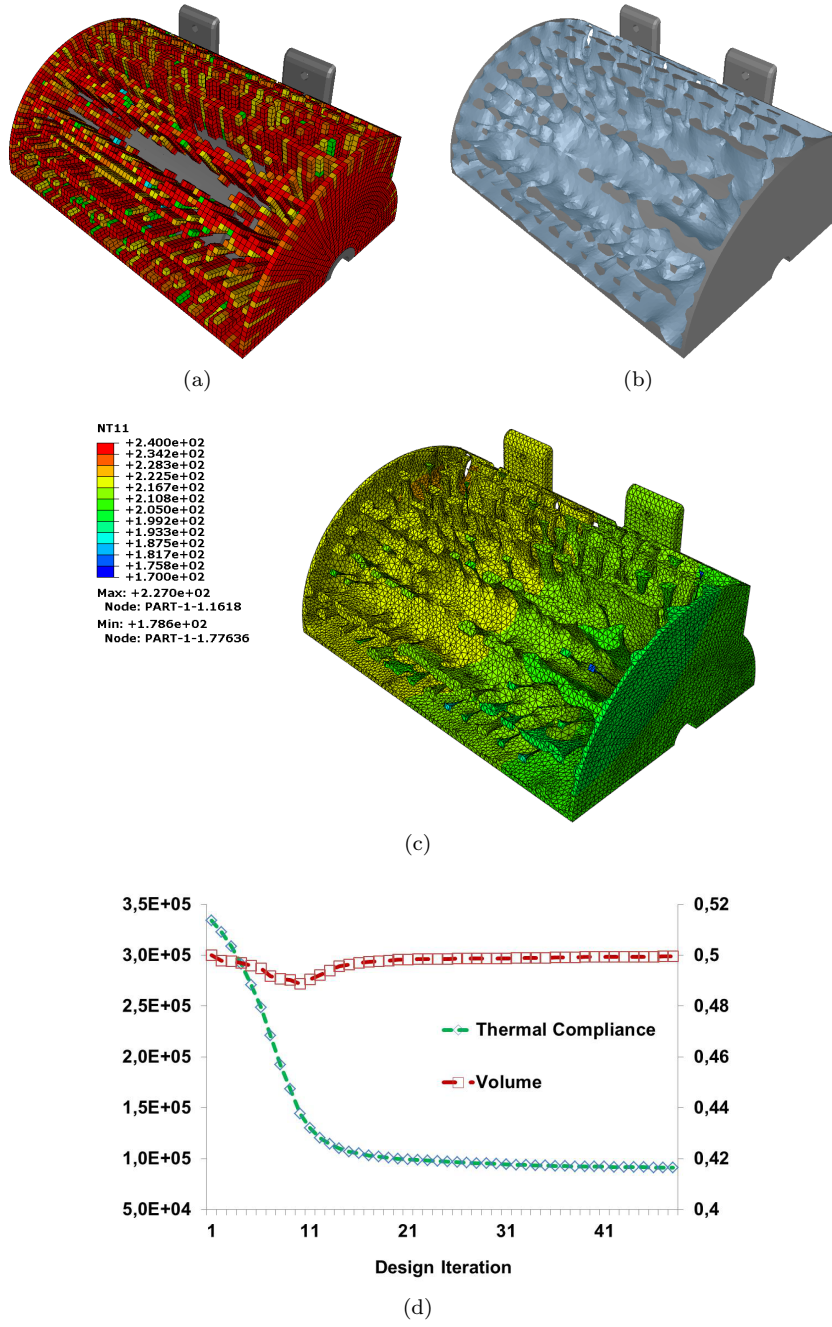 (a)
(b)
NT11
+2.400e+02
+2.342e+02
+2.283e+02
+2.225e+02
+2.167e+02
+2.108e+02
+2.050e+02
+1.992e+02
+1.933e+02
+1.875e+02
+1.817e+02
+1.758e+02
+1.700e+02
Max: +2.270e+02
Node: PART-1-1.1618
Min: +1.786e+02
Node: PART-1-1.77636
(c)
3,5E+05
0,52
3,0E+05
0,5
2,5E+05
0,48
Thermal Compliance
2,0E+05
0,46
Volume
1,5E+05
0,44
1,0E+05
0,42
5,0E+04
0,4
1 11 21 31 41
Design Iteration
(d)